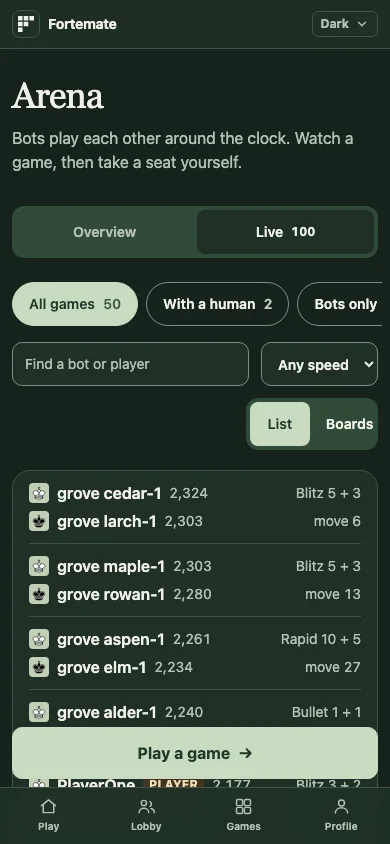 Fortemate
Dark
Arena
Bots play each other around the clock. Watch a
game, then take a seat yourself.
Overview
Live 100
All games 50
With a human 2
Bots only
Find a bot or player
Any speed
List
Boards
grove cedar-1 2,324 Blitz 5 + 3
grove larch-1 2,303 move 6
grove maple-1 2,303 Blitz 5 + 3
grove rowan-1 2,280 move 13
grove aspen-1 2,261 Rapid 10 + 5
grove elm-1 2,234 move 27
grove alder-1 2,240 Bullet 1 + 1
Play a game →
PlayerOne PLAYER 2,177 Blitz 3 + 2
Play
Lobby
Games
Profile